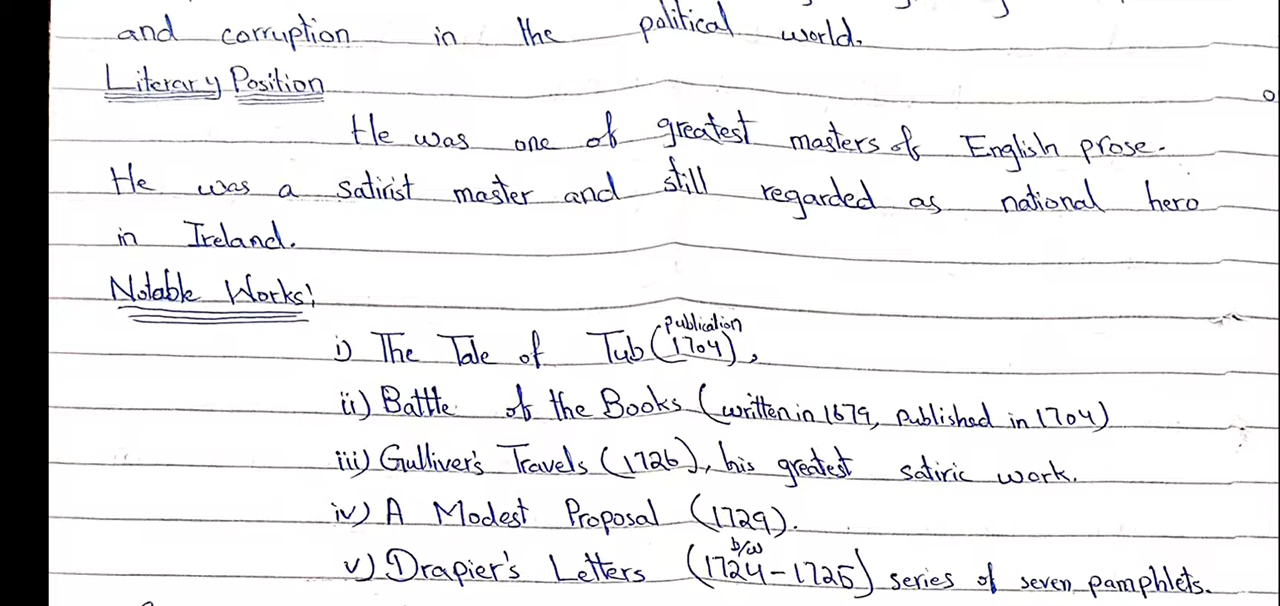 and corruption in the political world.
Literary Position
He was one of greatest masters of English prose.
He was a satirist master and still regarded as national hero
in Ireland.
Notable Works:
i) The Tale of Tub (publication 1704),
ii) Battle of the Books (written in 1679, published in 1704)
iii) Gulliver's Travels (1726), his greatest satiric work.
iv) A Modest Proposal (1729).
v) Drapier's Letters (b/w 1724-1725) series of seven pamphlets.